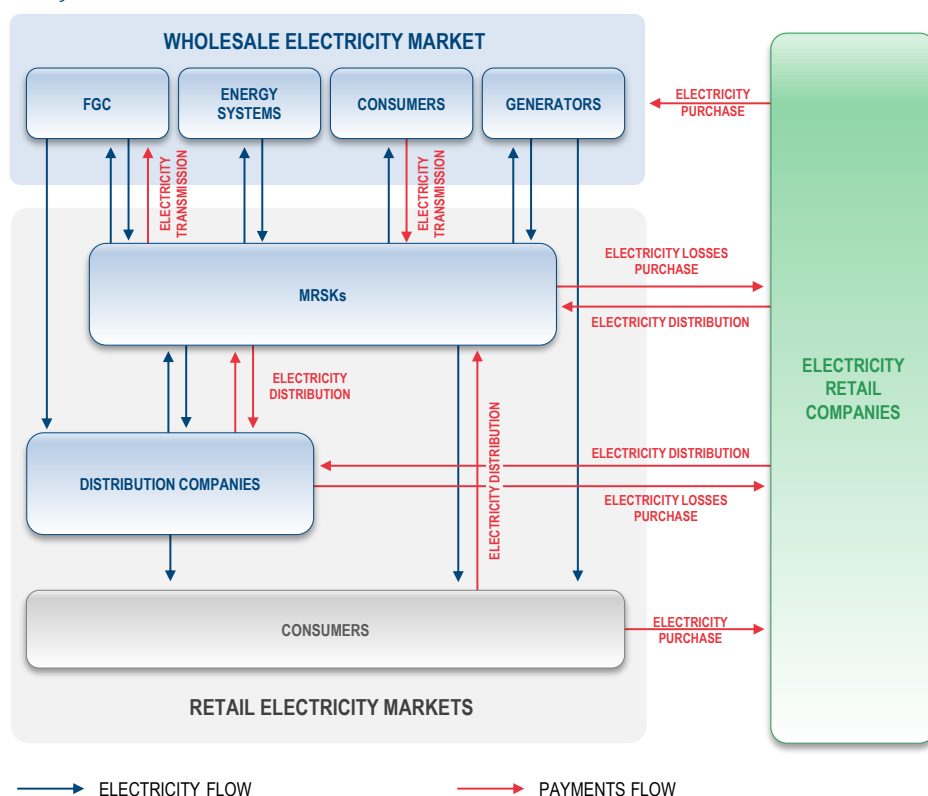 WHOLESALE ELECTRICITY MARKET
FGC
ENERGY
SYSTEMS
CONSUMERS
GENERATORS
ELECTRICITY
PURCHASE
ELECTRICITY
TRANSMISSION
ELECTRICITY
TRANSMISSION
MRSKs
ELECTRICITY LOSSES
PURCHASE
ELECTRICITY DISTRIBUTION
ELECTRICITY
RETAIL
COMPANIES
ELECTRICITY
DISTRIBUTION
ELECTRICITY DISTRIBUTION
DISTRIBUTION COMPANIES
ELECTRICITY DISTRIBUTION
ELECTRICITY LOSSES
PURCHASE
CONSUMERS
ELECTRICITY
PURCHASE
RETAIL ELECTRICITY MARKETS
ELECTRICITY FLOW
PAYMENTS FLOW